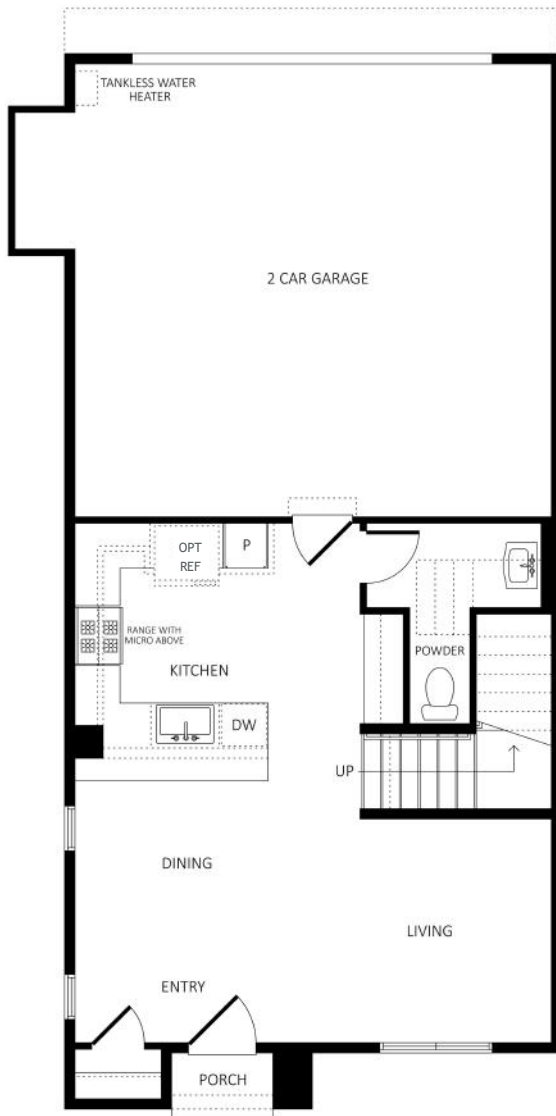 TANKLESS WATER
HEATER
2 CAR GARAGE
OPT
REF
P
RANGE WITH
MICRO ABOVE
KITCHEN
POWDER
DW
UP
DINING
LIVING
ENTRY
PORCH